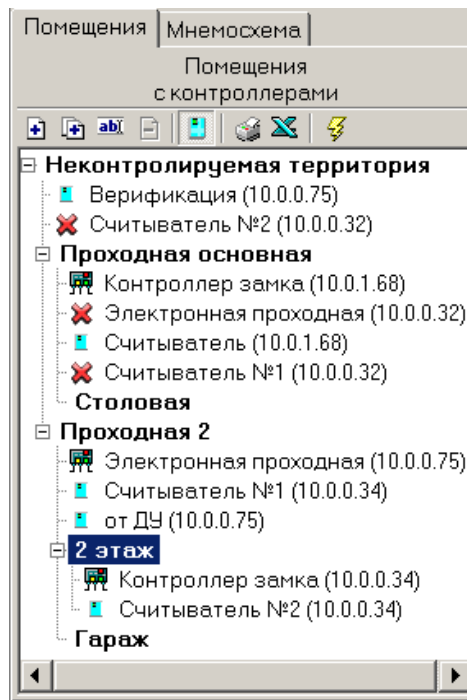 Помещения Мнемосхема
Помещения
с контроллерами
abI
Неконтролируемая территория
Верификация (10.0.0.75)
Считыватель №2 (10.0.0.32)
Проходная основная
Контроллер замка (10.0.1.68)
Электронная проходная (10.0.0.32)
Считыватель (10.0.1.68)
Считыватель №1 (10.0.0.32)
Столовая
Проходная 2
Электронная проходная (10.0.0.75)
Считыватель №1 (10.0.0.34)
от ДУ (10.0.0.75)
2 этаж
Контроллер замка (10.0.0.34)
Считыватель №2 (10.0.0.34)
Гараж